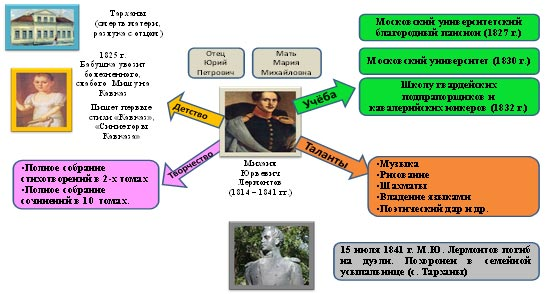 Тарханы
(смерть матери,
разлука с отцом)
1825 г.
Бабушка увозит
болезненного,
слабого Мишу на
Кавказ
Пишет первые
стихи «Кавказ»,
«Синие горы
Кавказа»
Отец
Юрий
Петрович
Мать
Мария
Михайловна
Московский университетский
благородный пансион (1827 г.)
Московский университет (1830 г.)
Школу гвардейских
подпрапорщиков и
кавалерийских юнкеров (1832 г.)
Детство
Учёба
Творчество
Таланты
Михаил
Юрьевич
Лермонтов
(1814 – 1841 гг.)
•Полное собрание
стихотворений в 2-х томах
•Полное собрание
сочинений в 10 томах.
•Музыка
•Рисование
•Шахматы
•Владение языками
•Поэтический дар и др.
15 июля 1841 г. М.Ю. Лермонтов погиб
на дуэли. Похоронен в семейной
усыпальнице (с. Тарханы)